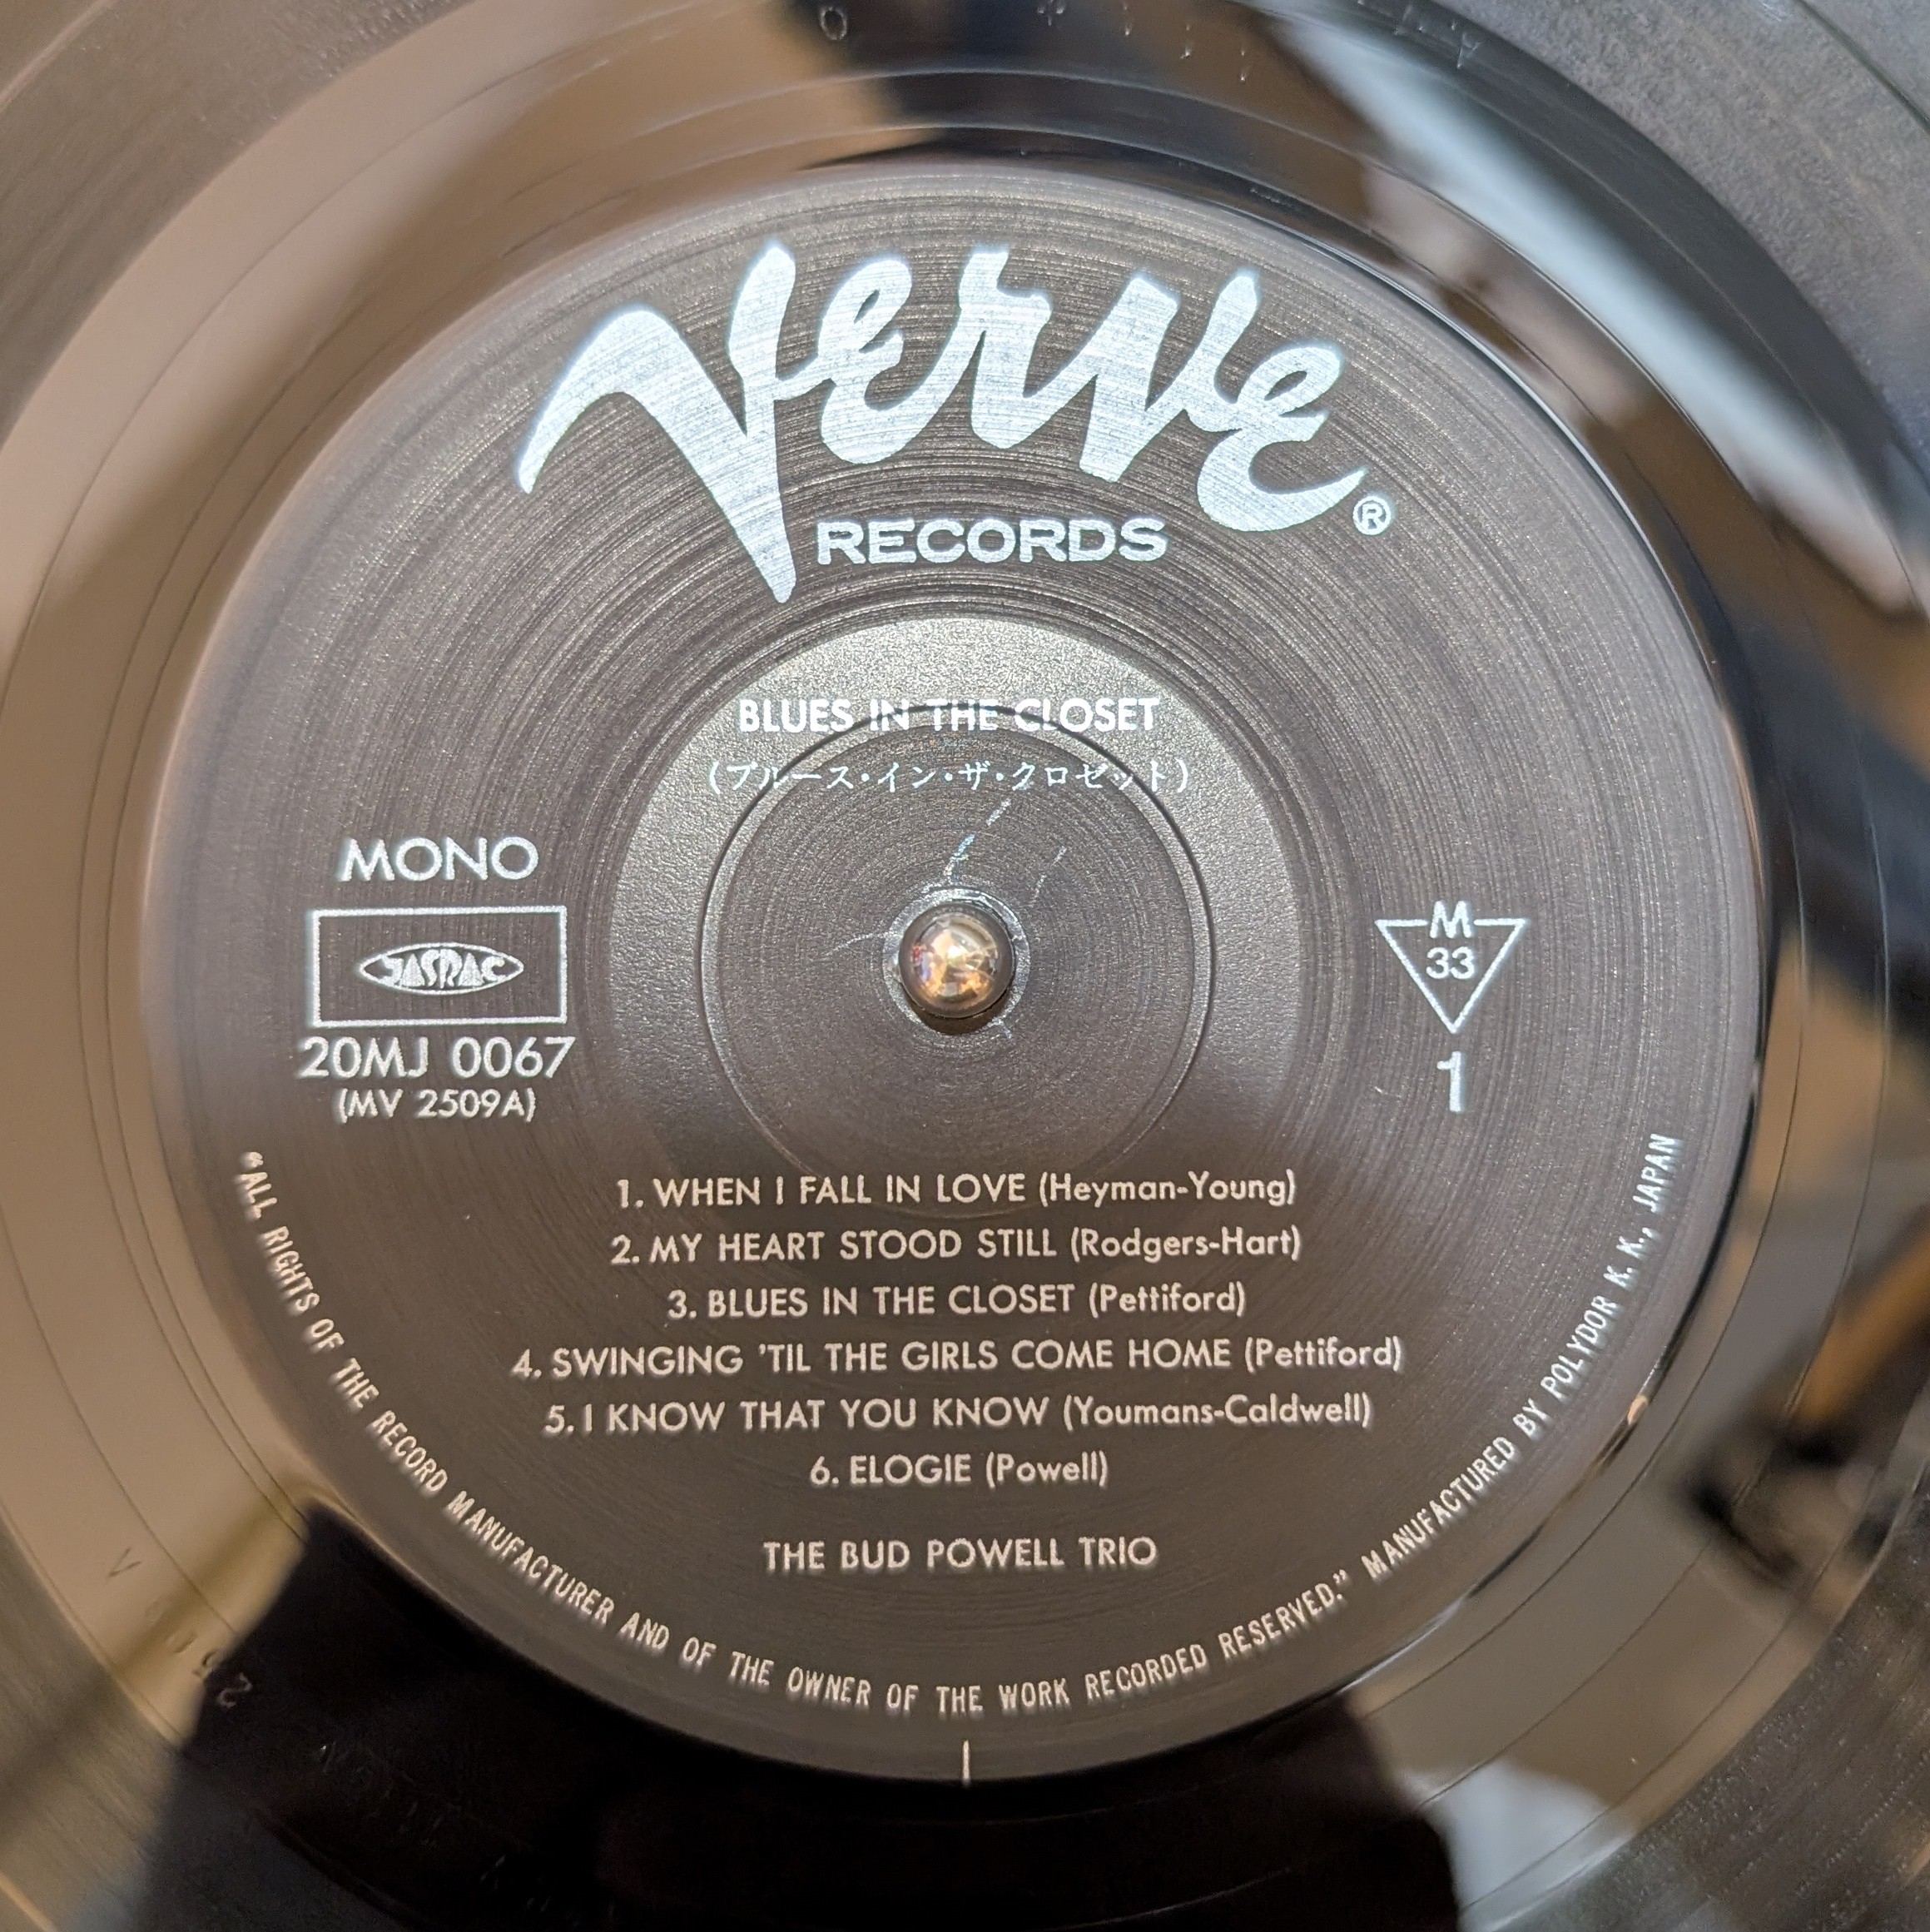 Verve ®
RECORDS
BLUES IN THE CLOSET
(ブルース・イン・ザ・クロゼット)
MONO
JASRAC
20MJ 0067
(MV 2509A)
M
33
1
1. WHEN I FALL IN LOVE (Heyman-Young)
2. MY HEART STOOD STILL (Rodgers-Hart)
3. BLUES IN THE CLOSET (Pettiford)
4. SWINGING 'TIL THE GIRLS COME HOME (Pettiford)
5. I KNOW THAT YOU KNOW (Youmans-Caldwell)
6. ELOGIE (Powell)
THE BUD POWELL TRIO
"ALL RIGHTS OF THE RECORD MANUFACTURER AND OF THE OWNER OF THE WORK RECORDED RESERVED." MANUFACTURED BY POLYDOR K. K., JAPAN